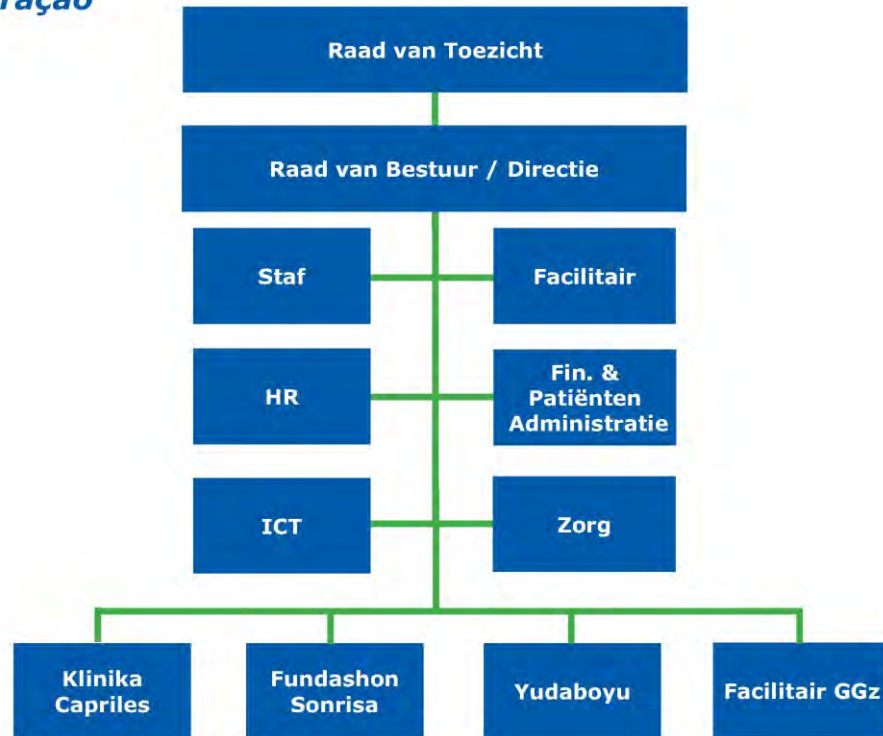 Raad van Toezicht
Raad van Bestuur / Directie
Staf
Facilitair
HR
Fin. &
Patiënten
Administratie
ICT
Zorg
Klinika
Capriles
Fundashon
Sonrisa
Yudaboyu
Facilitair GGz